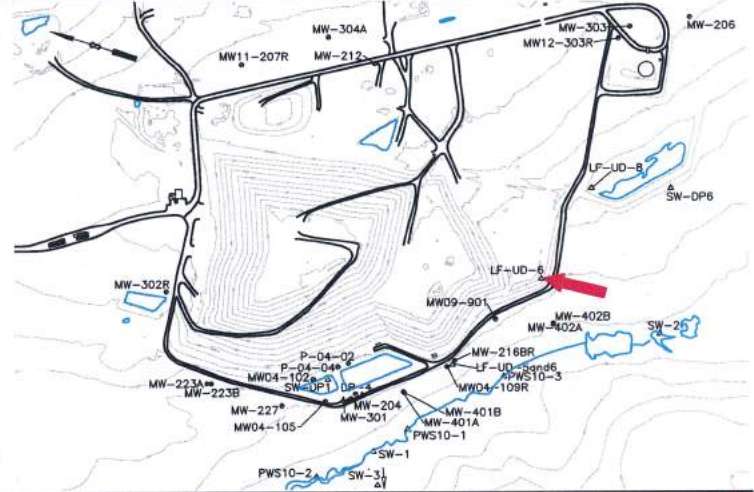 MW-304A
MW-303
MW-206
MW12-303R
MW11-207R
MW-212
N
LF-UD-8
SW-DP6
LF-UD-6
MW-302R
MW09-901
MW-402B
MW-402A
SW-2
MW-216BR
P-04-02
P-04-04
LF-UD-5and6
MW04-102
PWS10-3
MW-223A
SW-DP1
DP-4
MW04-109R
MW-223B
MW-204
MW-227
MW-401B
MW-301
MW04-105
MW-401A
PWS10-1
SW-1
PWS10-2
SW-3